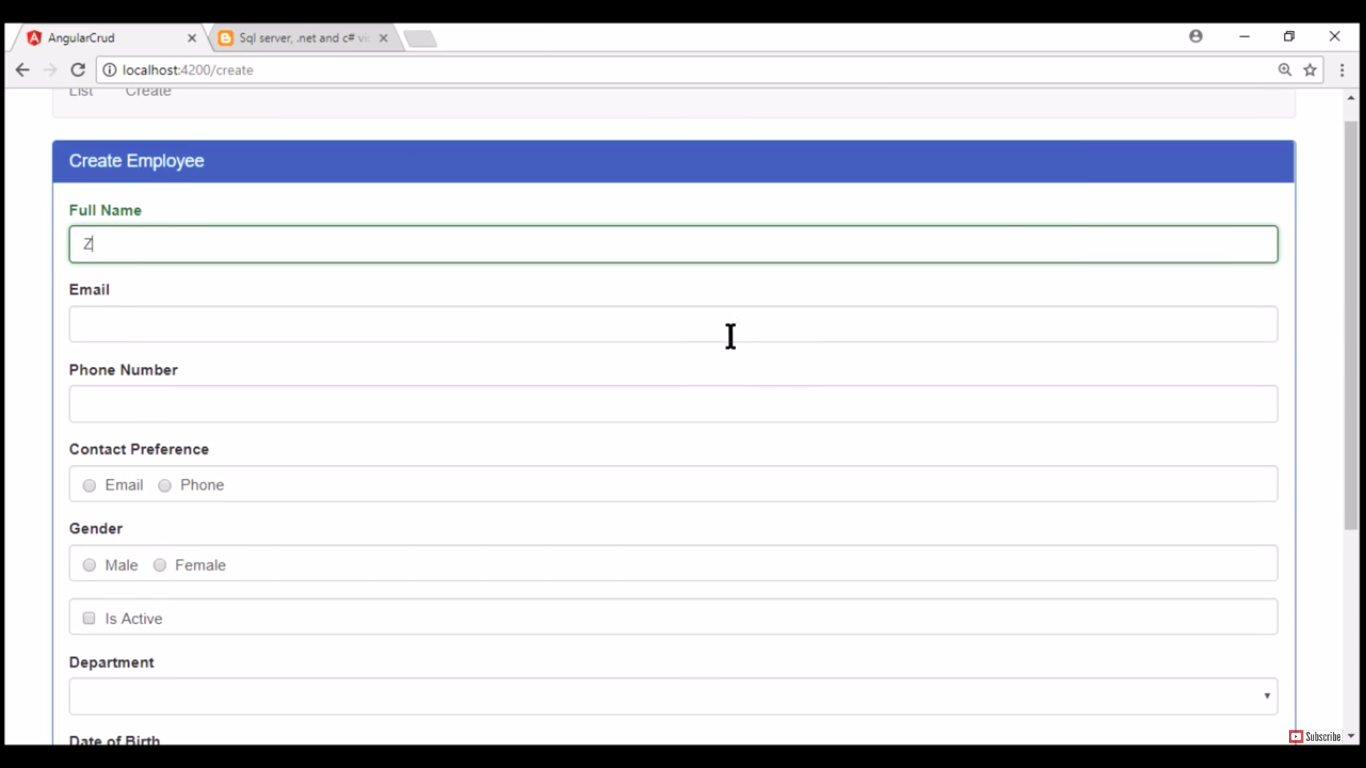 AngularCrud
Sql server, .net and c# vi
localhost:4200/create
List Create
Create Employee
Full Name
Z
Email
Phone Number
Contact Preference
Email Phone
Gender
Male Female
Is Active
Department
Date of Birth
Subscribe